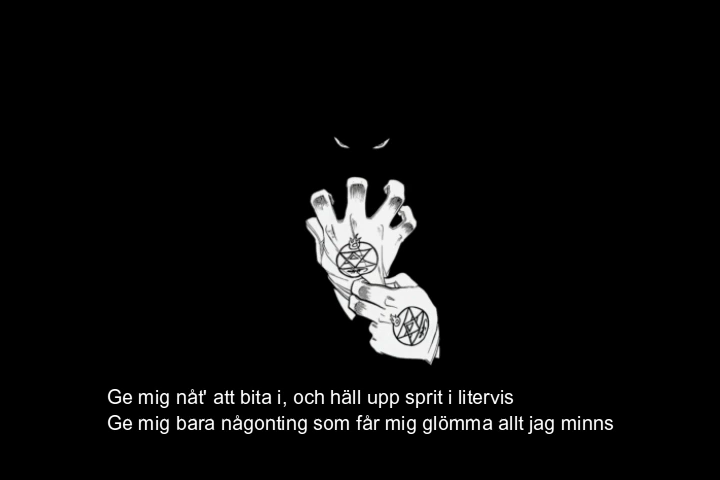 Ge mig nåt' att bita i, och häll upp sprit i litervis
Ge mig bara någonting som får mig glömma allt jag minns